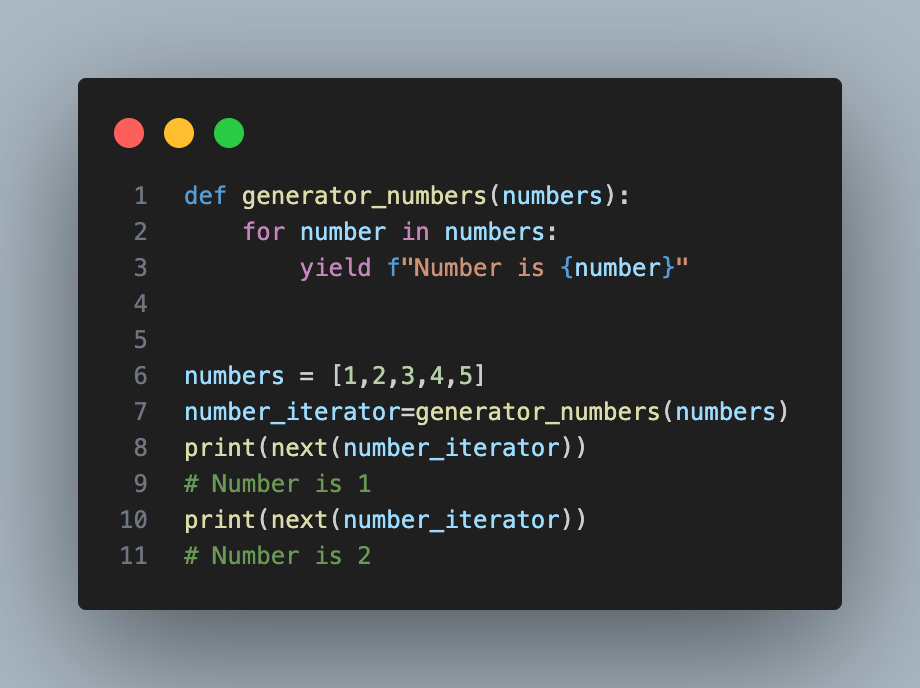 1 def generator_numbers(numbers):
2     for number in numbers:
3         yield f"Number is {number}"
4
5
6 numbers = [1,2,3,4,5]
7 number_iterator=generator_numbers(numbers)
8 print(next(number_iterator))
9 # Number is 1
10 print(next(number_iterator))
11 # Number is 2